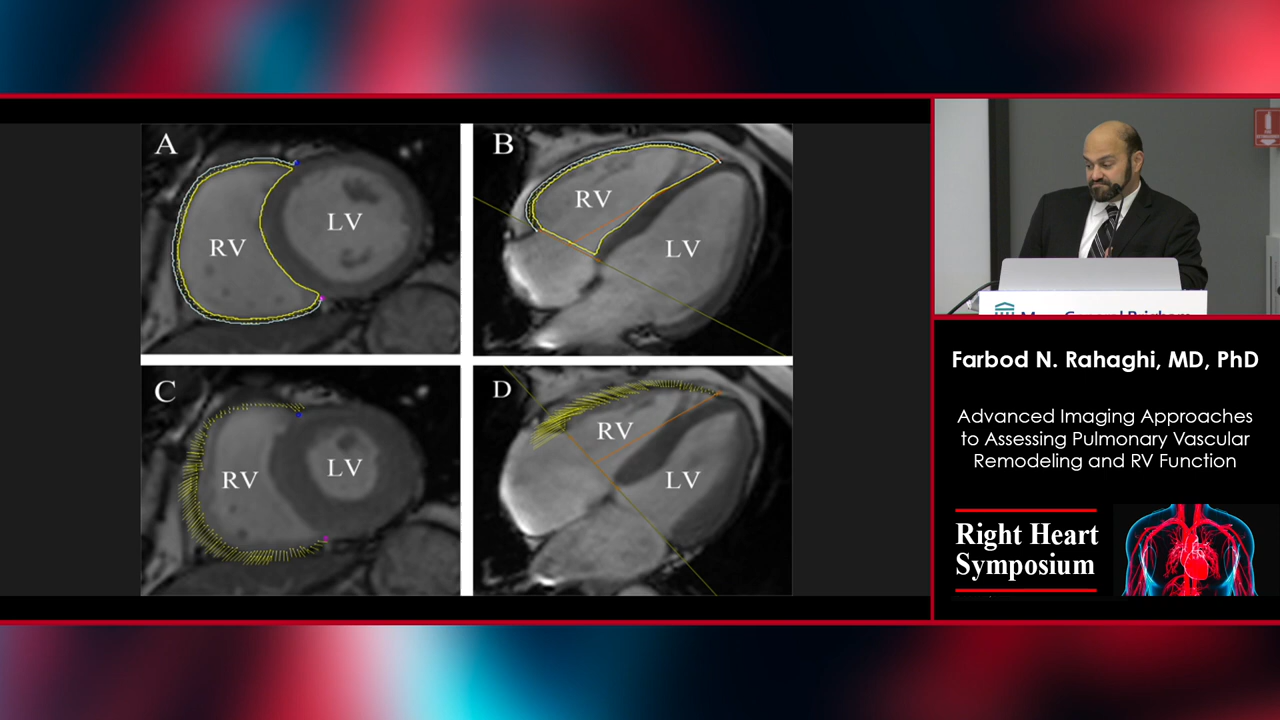 A
RV
LV
B
RV
LV
C
RV
LV
D
RV
LV
Farbod N. Rahaghi, MD, PhD
Advanced Imaging Approaches
to Assessing Pulmonary Vascular
Remodeling and RV Function
Right Heart
Symposium